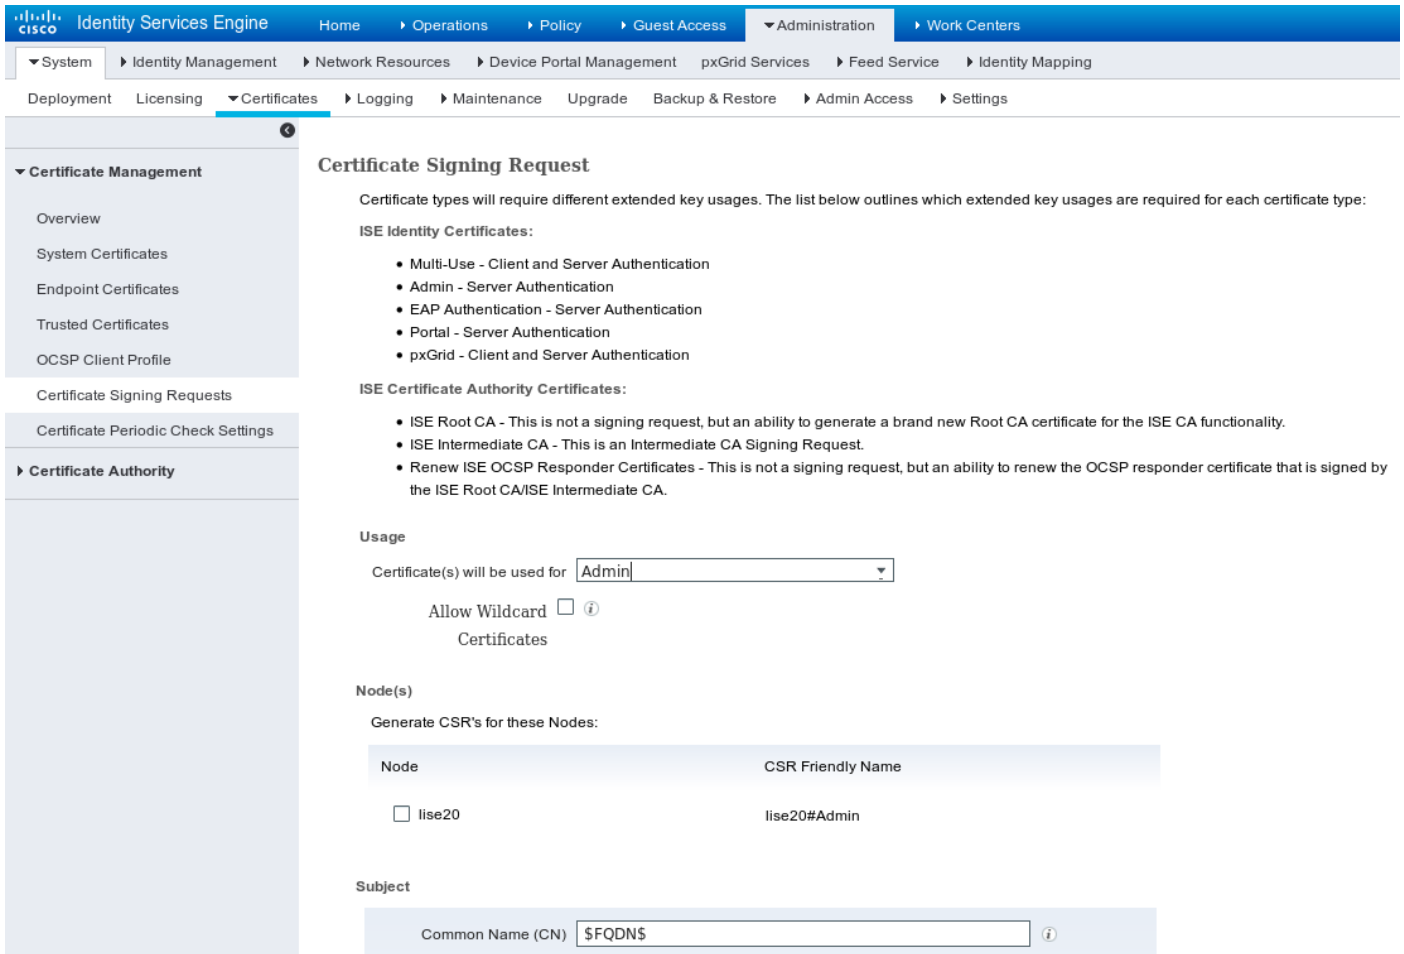 cisco Identity Services Engine Home Operations Policy Guest Access Administration Work Centers
System Identity Management Network Resources Device Portal Management pxGrid Services Feed Service Identity Mapping
Deployment Licensing Certificates Logging Maintenance Upgrade Backup & Restore Admin Access Settings
Certificate Management
Overview
System Certificates
Endpoint Certificates
Trusted Certificates
OCSP Client Profile
Certificate Signing Requests
Certificate Periodic Check Settings
Certificate Authority
Certificate Signing Request
Certificate types will require different extended key usages. The list below outlines which extended key usages are required for each certificate type:
ISE Identity Certificates:
• Multi-Use - Client and Server Authentication
• Admin - Server Authentication
• EAP Authentication - Server Authentication
• Portal - Server Authentication
• pxGrid - Client and Server Authentication
ISE Certificate Authority Certificates:
• ISE Root CA - This is not a signing request, but an ability to generate a brand new Root CA certificate for the ISE CA functionality.
• ISE Intermediate CA - This is an Intermediate CA Signing Request.
• Renew ISE OCSP Responder Certificates - This is not a signing request, but an ability to renew the OCSP responder certificate that is signed by
the ISE Root CA/ISE Intermediate CA.
Usage
Certificate(s) will be used for Admin
Allow Wildcard
Certificates
Node(s)
Generate CSR's for these Nodes:
Node CSR Friendly Name
lise20 lise20#Admin
Subject
Common Name (CN) $FQDN$